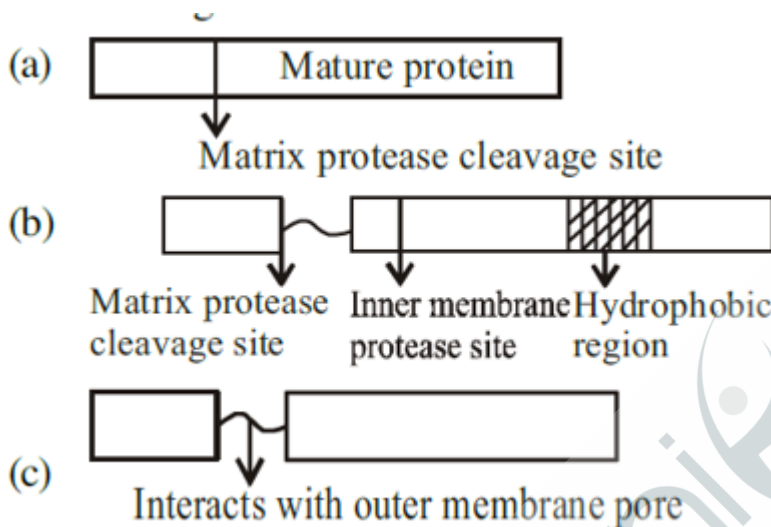 (a) Mature protein
Matrix protease cleavage site
(b)
Matrix protease Inner membrane Hydrophobic
cleavage site protease site region
(c)
Interacts with outer membrane pore